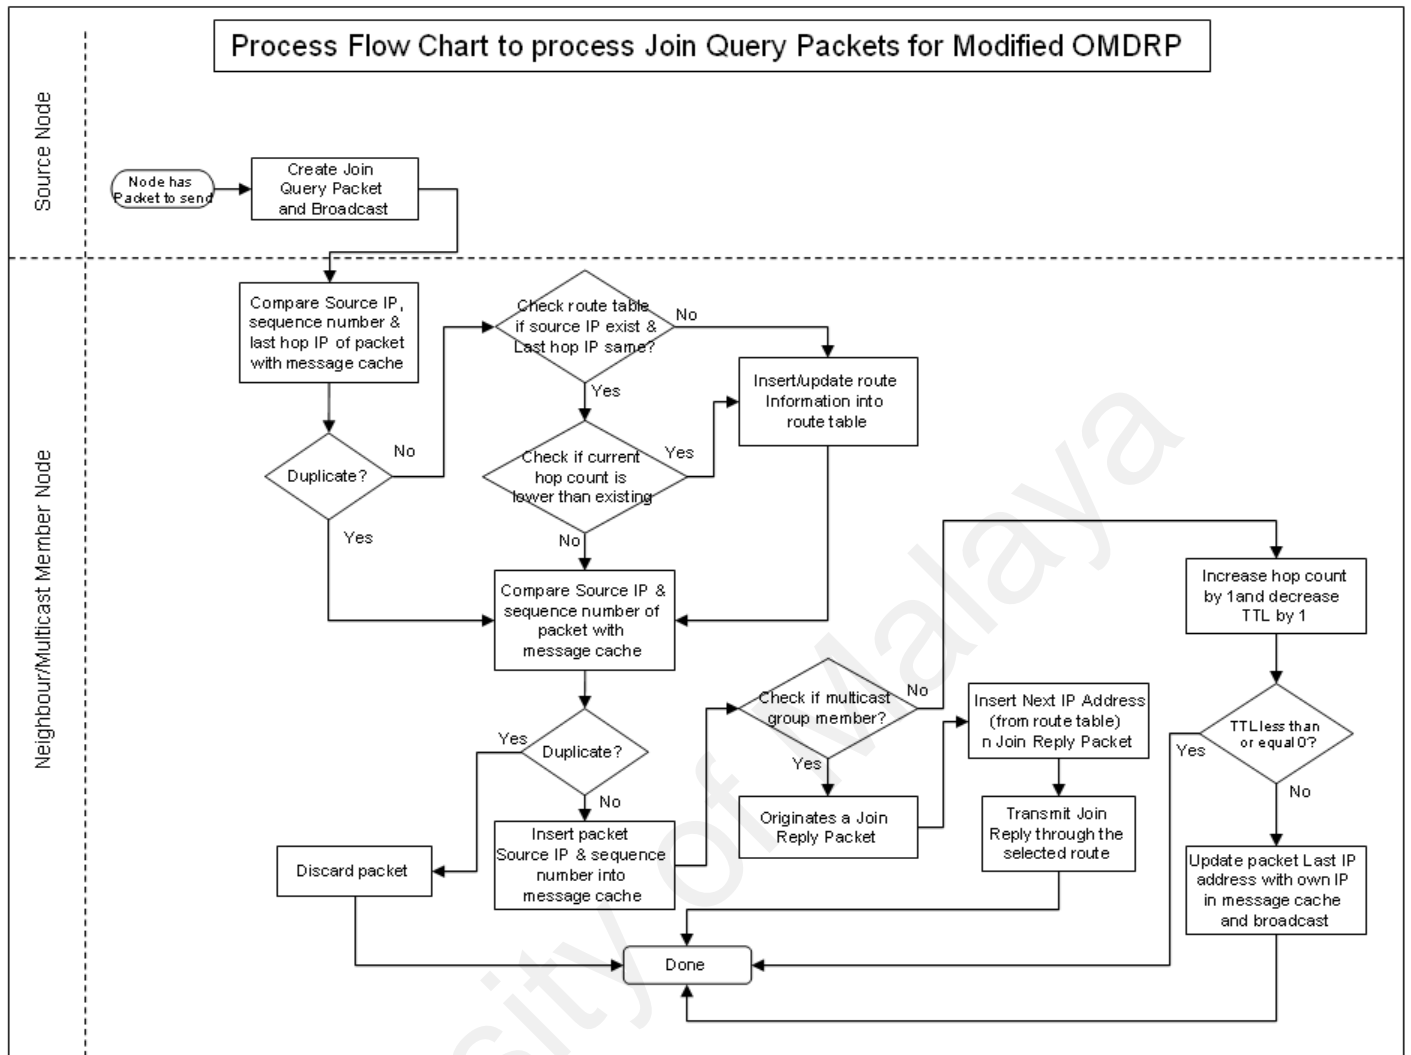 Process Flow Chart to process Join Query Packets for Modified OMDRP
Source Node
Node has
Packet to send
Create Join
Query Packet
and Broadcast
Neighbour/Multicast Member Node
Compare Source IP,
sequence number &
last hop IP of packet
with message cache
Duplicate?
No
Yes
Check route table
if source IP exist &
Last hop IP same?
No
Yes
Check if current
hop count is
lower than existing
Yes
No
Insert/update route
Information into
route table
Compare Source IP &
sequence number of
packet with
message cache
Duplicate?
Yes
No
Discard packet
Insert packet
Source IP & sequence
number into
message cache
Check if multicast
group member?
No
Yes
Originates a Join
Reply Packet
Insert Next IP Address
(from route table)
n Join Reply Packet
Transmit Join
Reply through the
selected route
Increase hop count
by 1and decrease
TTL by 1
TTL less than
or equal 0?
Yes
No
Update packet Last IP
address with own IP
in message cache
and broadcast
Done
sity of Malaya